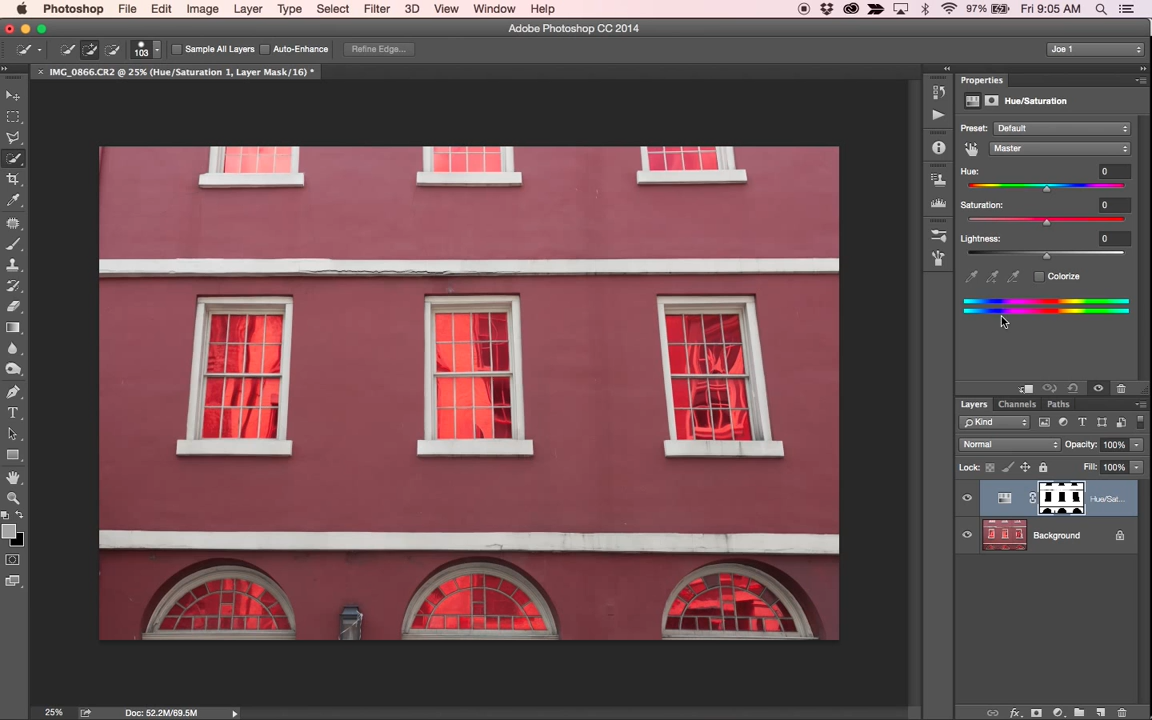 Photoshop File Edit Image Layer Type Select Filter 3D View Window Help 97% Fri 9:05 AM
Adobe Photoshop CC 2014
103 Sample All Layers Auto-Enhance Refine Edge... Joe 1
IMG_0866.CR2 @ 25% (Hue/Saturation 1, Layer Mask/16) *
Properties
Hue/Saturation
Preset: Default
Master
Hue: 0
Saturation: 0
Lightness: 0
Colorize
Layers Channels Paths
Kind
Normal Opacity: 100%
Lock: Fill: 100%
Hue/Sat...
Background
25% Doc: 52.2M/69.5M